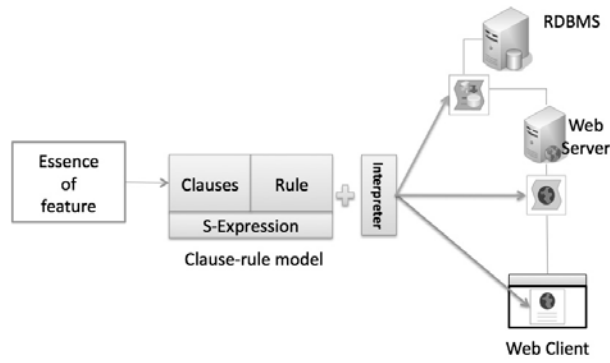 RDBMS
Web
Server
Essence
of
feature
Clauses
Rule
Interpreter
S-Expression
Clause-rule model
Web Client